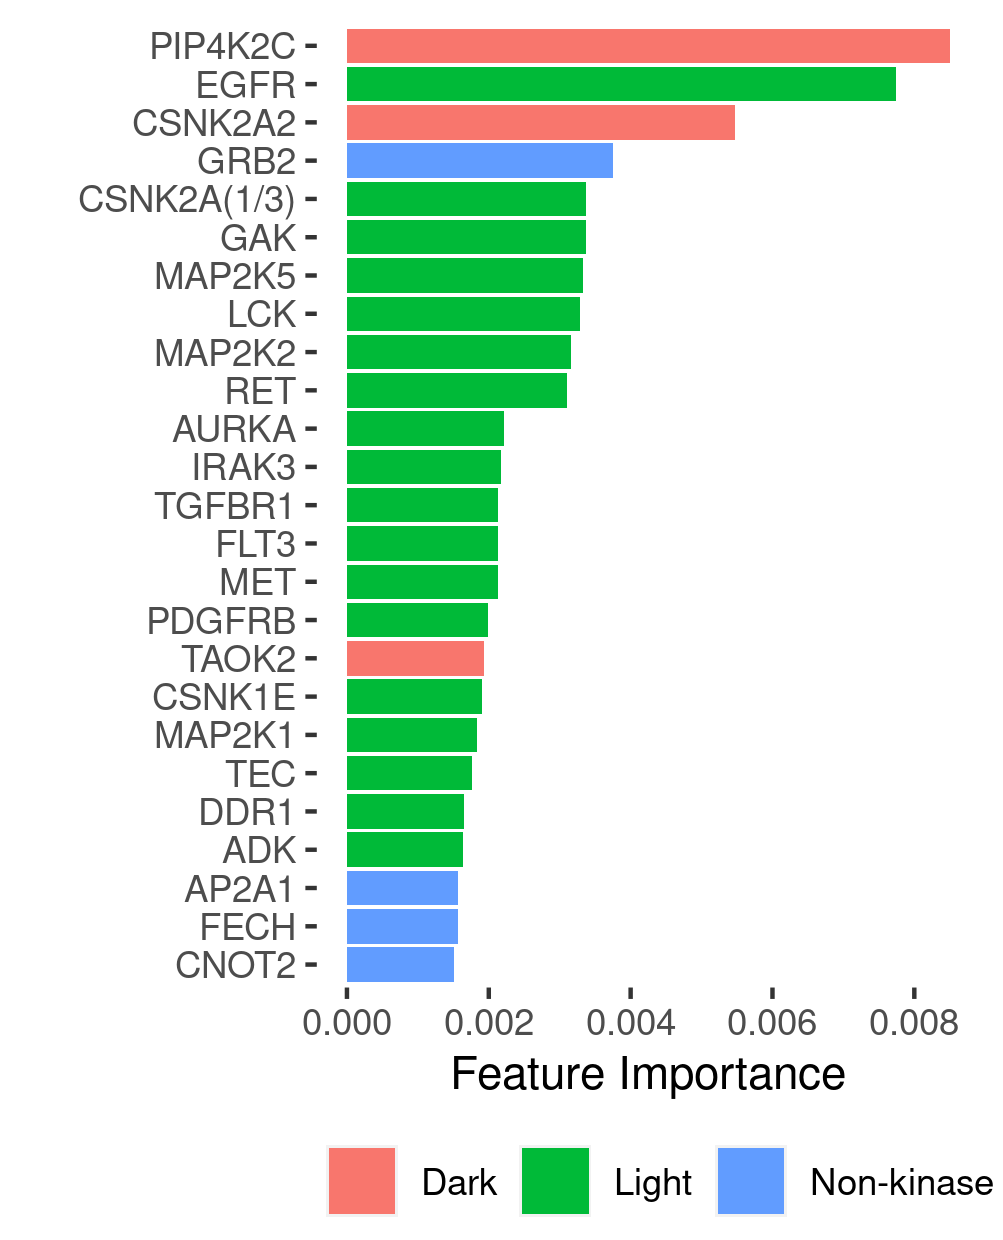 PIP4K2C
EGFR
CSNK2A2
GRB2
CSNK2A(1/3)
GAK
MAP2K5
LCK
MAP2K2
RET
AURKA
IRAK3
TGFBR1
FLT3
MET
PDGFRB
TAOK2
CSNK1E
MAP2K1
TEC
DDR1
ADK
AP2A1
FECH
CNOT2
0.000 0.002 0.004 0.006 0.008
Feature Importance
Dark Light Non-kinase